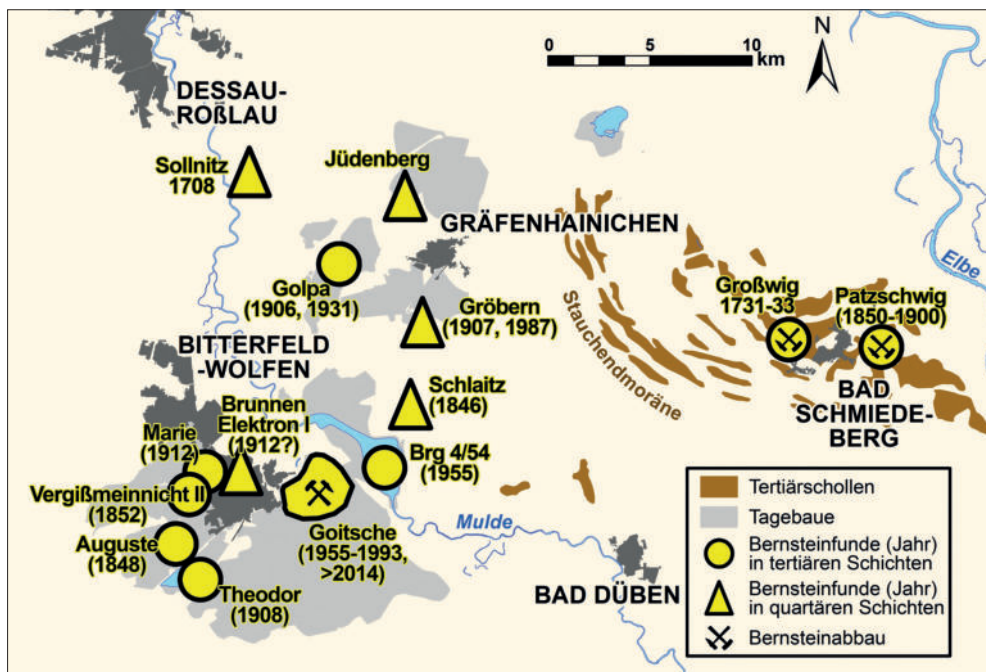 0 5 10
km
N
DESSAU-
ROßLAU
Sollnitz
1708
Jüdenberg
GRÄFENHAINICHEN
Elbe
Golpa
(1906, 1931)
Großwig
1731-33
Patzschwig
(1850-1900)
Gröbern
(1907, 1987)
Stauchendmoräne
BITTERFELD
-WOLFEN
Schlaitz
(1846)
BAD
SCHMIEDE-
BERG
Brunnen
Elektron I
(1912?)
Marie
(1912)
Brg 4/54
(1955)
Vergißmeinnicht II
(1852)
Goitsche
(1955-1993,
>2014)
Mulde
Auguste
(1848)
Theodor
(1908)
BAD DÜBEN
Tertiärschollen
Tagebaue
Bernsteinfunde (Jahr)
in tertiären Schichten
Bernsteinfunde (Jahr)
in quartären Schichten
Bernsteinabbau